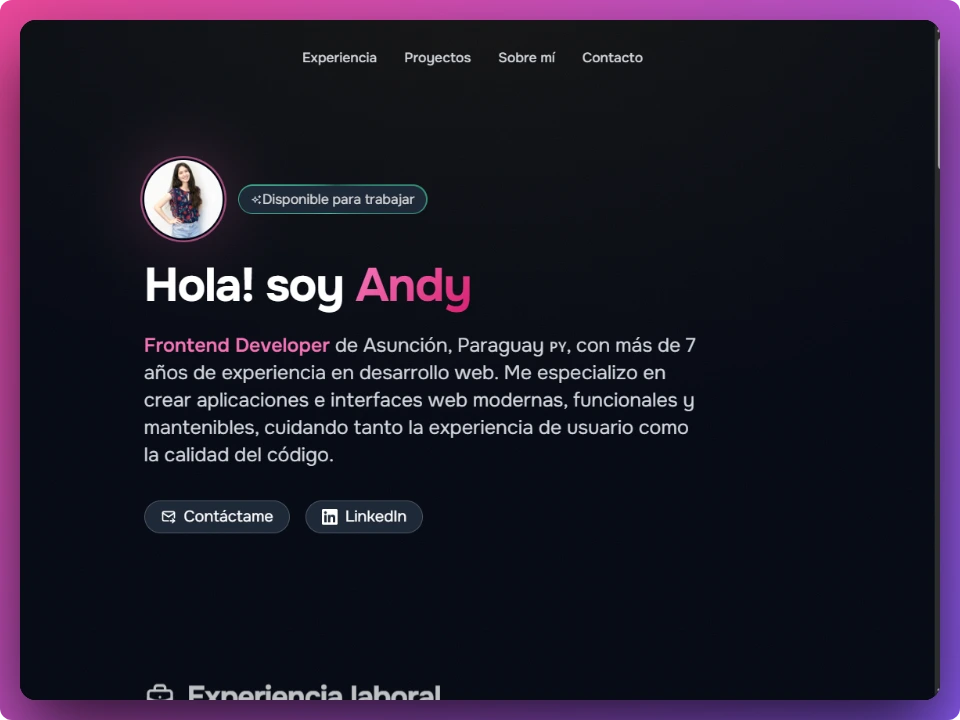 Experiencia Proyectos Sobre mí Contacto
Disponible para trabajar
Hola! soy Andy
Frontend Developer de Asunción, Paraguay PY, con más de 7
años de experiencia en desarrollo web. Me especializo en
crear aplicaciones e interfaces web modernas, funcionales y
mantenibles, cuidando tanto la experiencia de usuario como
la calidad del código.
Contáctame LinkedIn
Experiencia laboral